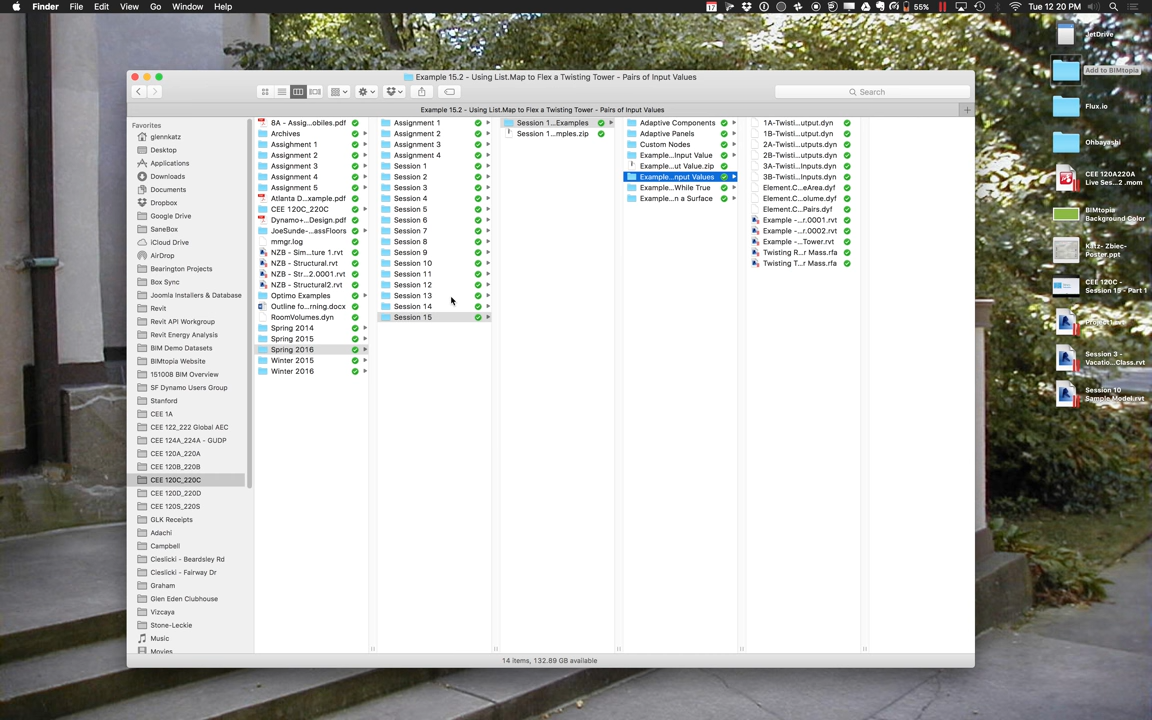 Finder File Edit View Go Window Help
17
55%
Tue 12 20 PM
Example 15.2 - Using List.Map to Flex a Twisting Tower - Pairs of Input Values
Search
Example 15.2 - Using List.Map to Flex a Twisting Tower - Pairs of Input Values
Favorites
glennkatz
Desktop
Applications
Downloads
Documents
Dropbox
Google Drive
SaneBox
iCloud Drive
AirDrop
Bearington Projects
Box Sync
Joomla Installers & Database
Revit
Revit API Workgroup
Revit Energy Analysis
BIM Demo Datasets
BIMtopia Website
151008 BIM Overview
SF Dynamo Users Group
Stanford
CEE 1A
CEE 122_222 Global AEC
CEE 124A_224A - GUDP
CEE 120A_220A
CEE 120B_220B
CEE 120C_220C
CEE 120D_220D
CEE 120S_220S
GLK Receipts
Adachi
Campbell
Cieslicki - Beardsley Rd
Cieslicki - Fairway Dr
Graham
Glen Eden Clubhouse
Vizcaya
Stone-Leckie
Music
Movies
8A - Assig...obiles.pdf
Archives
Assignment 1
Assignment 2
Assignment 3
Assignment 4
Assignment 5
Atlanta D...xample.pdf
CEE 120C_220C
Dynamo+...Design.pdf
JoeSunde-...assFloors
mmgr.log
NZB - Sim...ture 1.rvt
NZB - Structural.rvt
NZB - Str...2.0001.rvt
NZB - Structural2.rvt
Optimo Examples
Outline fo...rning.docx
RoomVolumes.dyn
Spring 2014
Spring 2015
Spring 2016
Winter 2015
Winter 2016
Assignment 1
Assignment 2
Assignment 3
Assignment 4
Session 1
Session 2
Session 3
Session 4
Session 5
Session 6
Session 7
Session 8
Session 9
Session 10
Session 11
Session 12
Session 13
Session 14
Session 15
Session 1...Examples
Session 1...mples.zip
Adaptive Components
Adaptive Panels
Custom Nodes
Example...Input Value
Example...ut Value.zip
Example...nput Values
Example...While True
Example...n a Surface
1A-Twisti...utput.dyn
1B-Twisti...utput.dyn
2A-Twisti...utputs.dyn
2B-Twisti...utputs.dyn
3A-Twisti...Inputs.dyn
3B-Twisti...Inputs.dyn
Element.C...eArea.dyf
Element.C...olume.dyf
Element.C...Pairs.dyf
Example -...r.0001.rvt
Example -...r.0002.rvt
Example -...Tower.rvt
Twisting R...r Mass.rfa
Twisting T...r Mass.rfa
14 items, 132.89 GB available
JetDrive
Add to BIMtopia
Flux.io
Ohbayashi
CEE 120A220A
Live Ses...2 .mom
BIMtopia
Background Color
Katz- Zbiec-
Poster.ppt
CEE 120C -
Session 15 - Part 1
Project1.rvt
Session 3 -
Vacatio...Class.rvt
Session 10
Sample Model.rvt